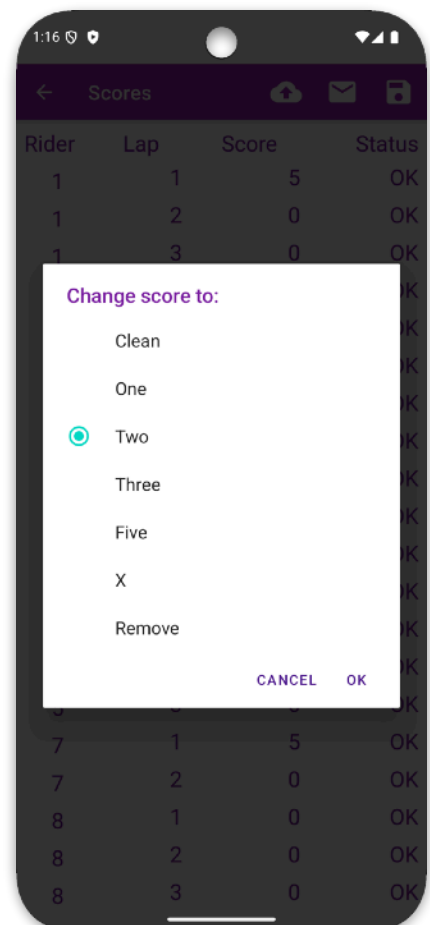 1:16
Scores
Rider Lap Score Status
1 1 5 OK
1 2 0 OK
1 3 0 OK
Change score to:
Clean
One
Two
Three
Five
X
Remove
CANCEL OK
7 1 5 OK
7 2 0 OK
8 1 0 OK
8 2 0 OK
8 3 0 OK